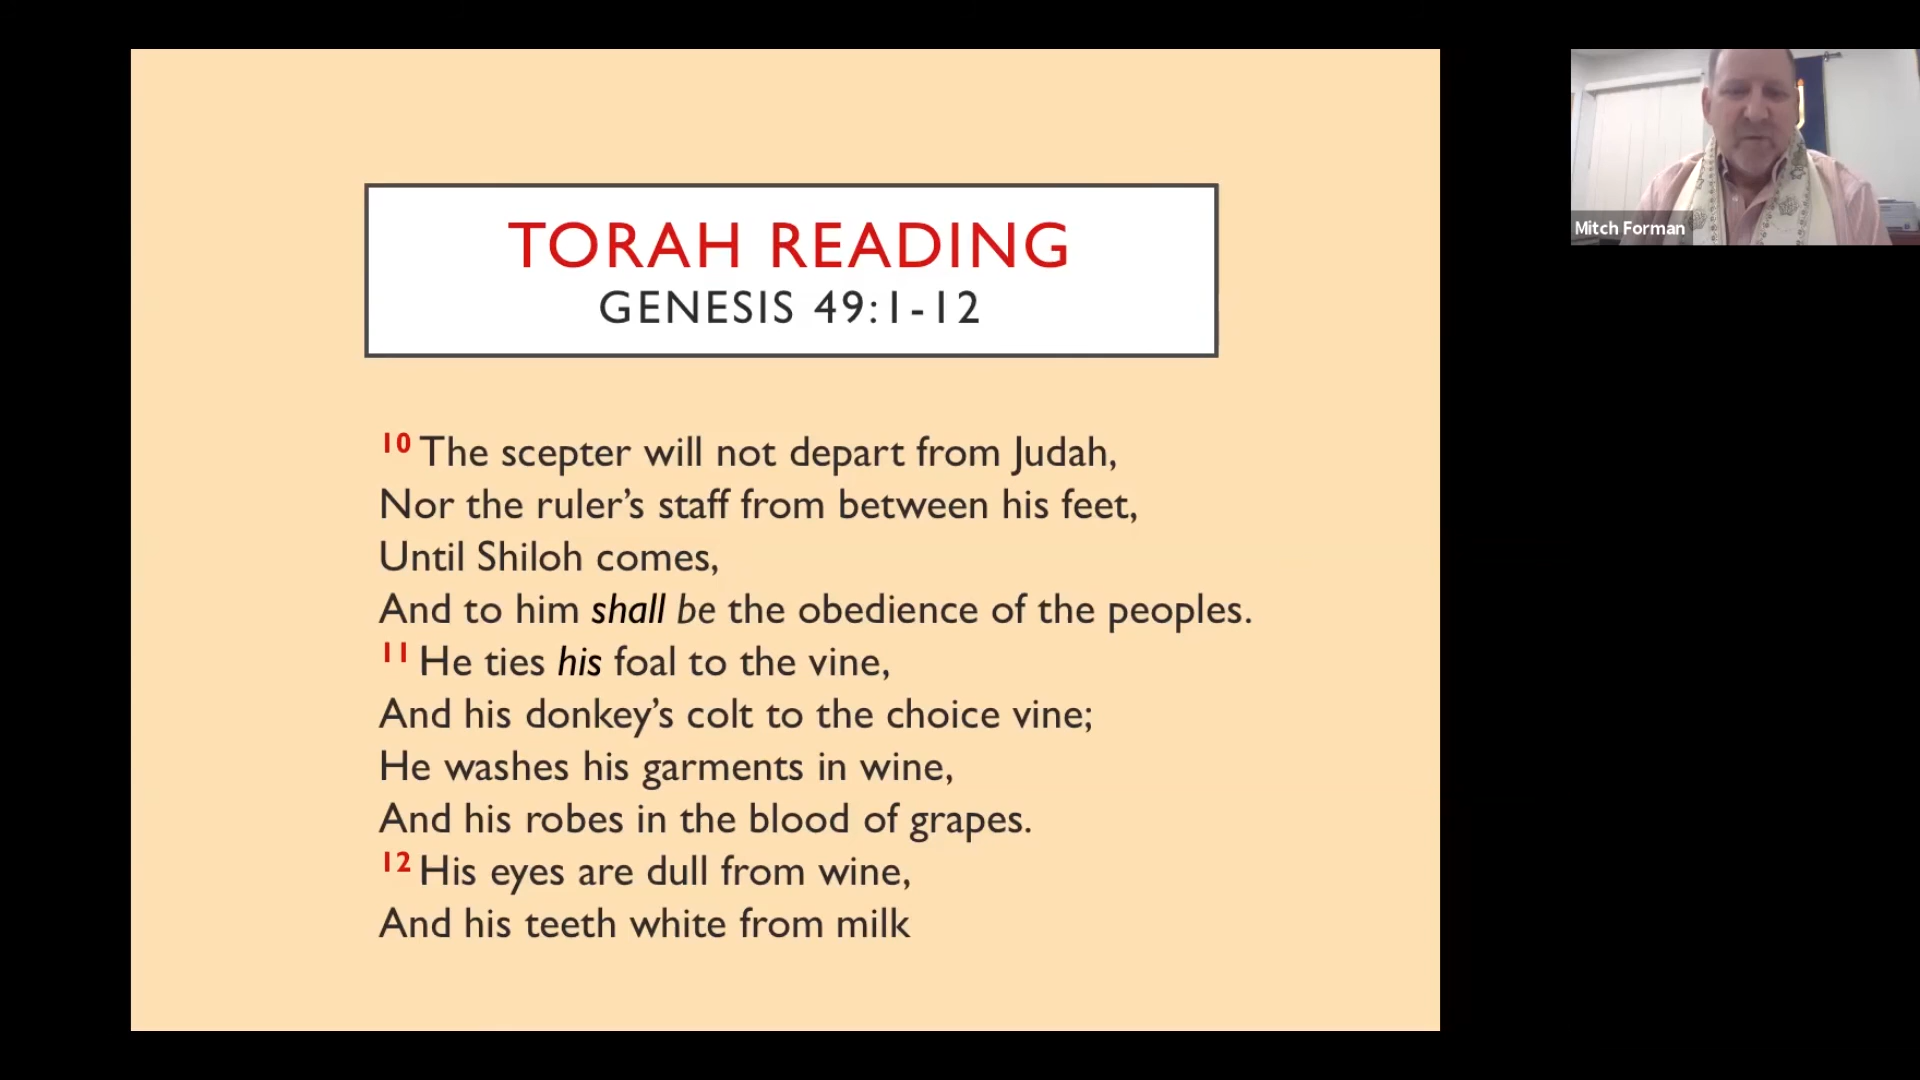 TORAH READING
GENESIS 49:1-12
10 The scepter will not depart from Judah,
Nor the ruler’s staff from between his feet,
Until Shiloh comes,
And to him shall be the obedience of the peoples.
11 He ties his foal to the vine,
And his donkey’s colt to the choice vine;
He washes his garments in wine,
And his robes in the blood of grapes.
12 His eyes are dull from wine,
And his teeth white from milk
Mitch Forman